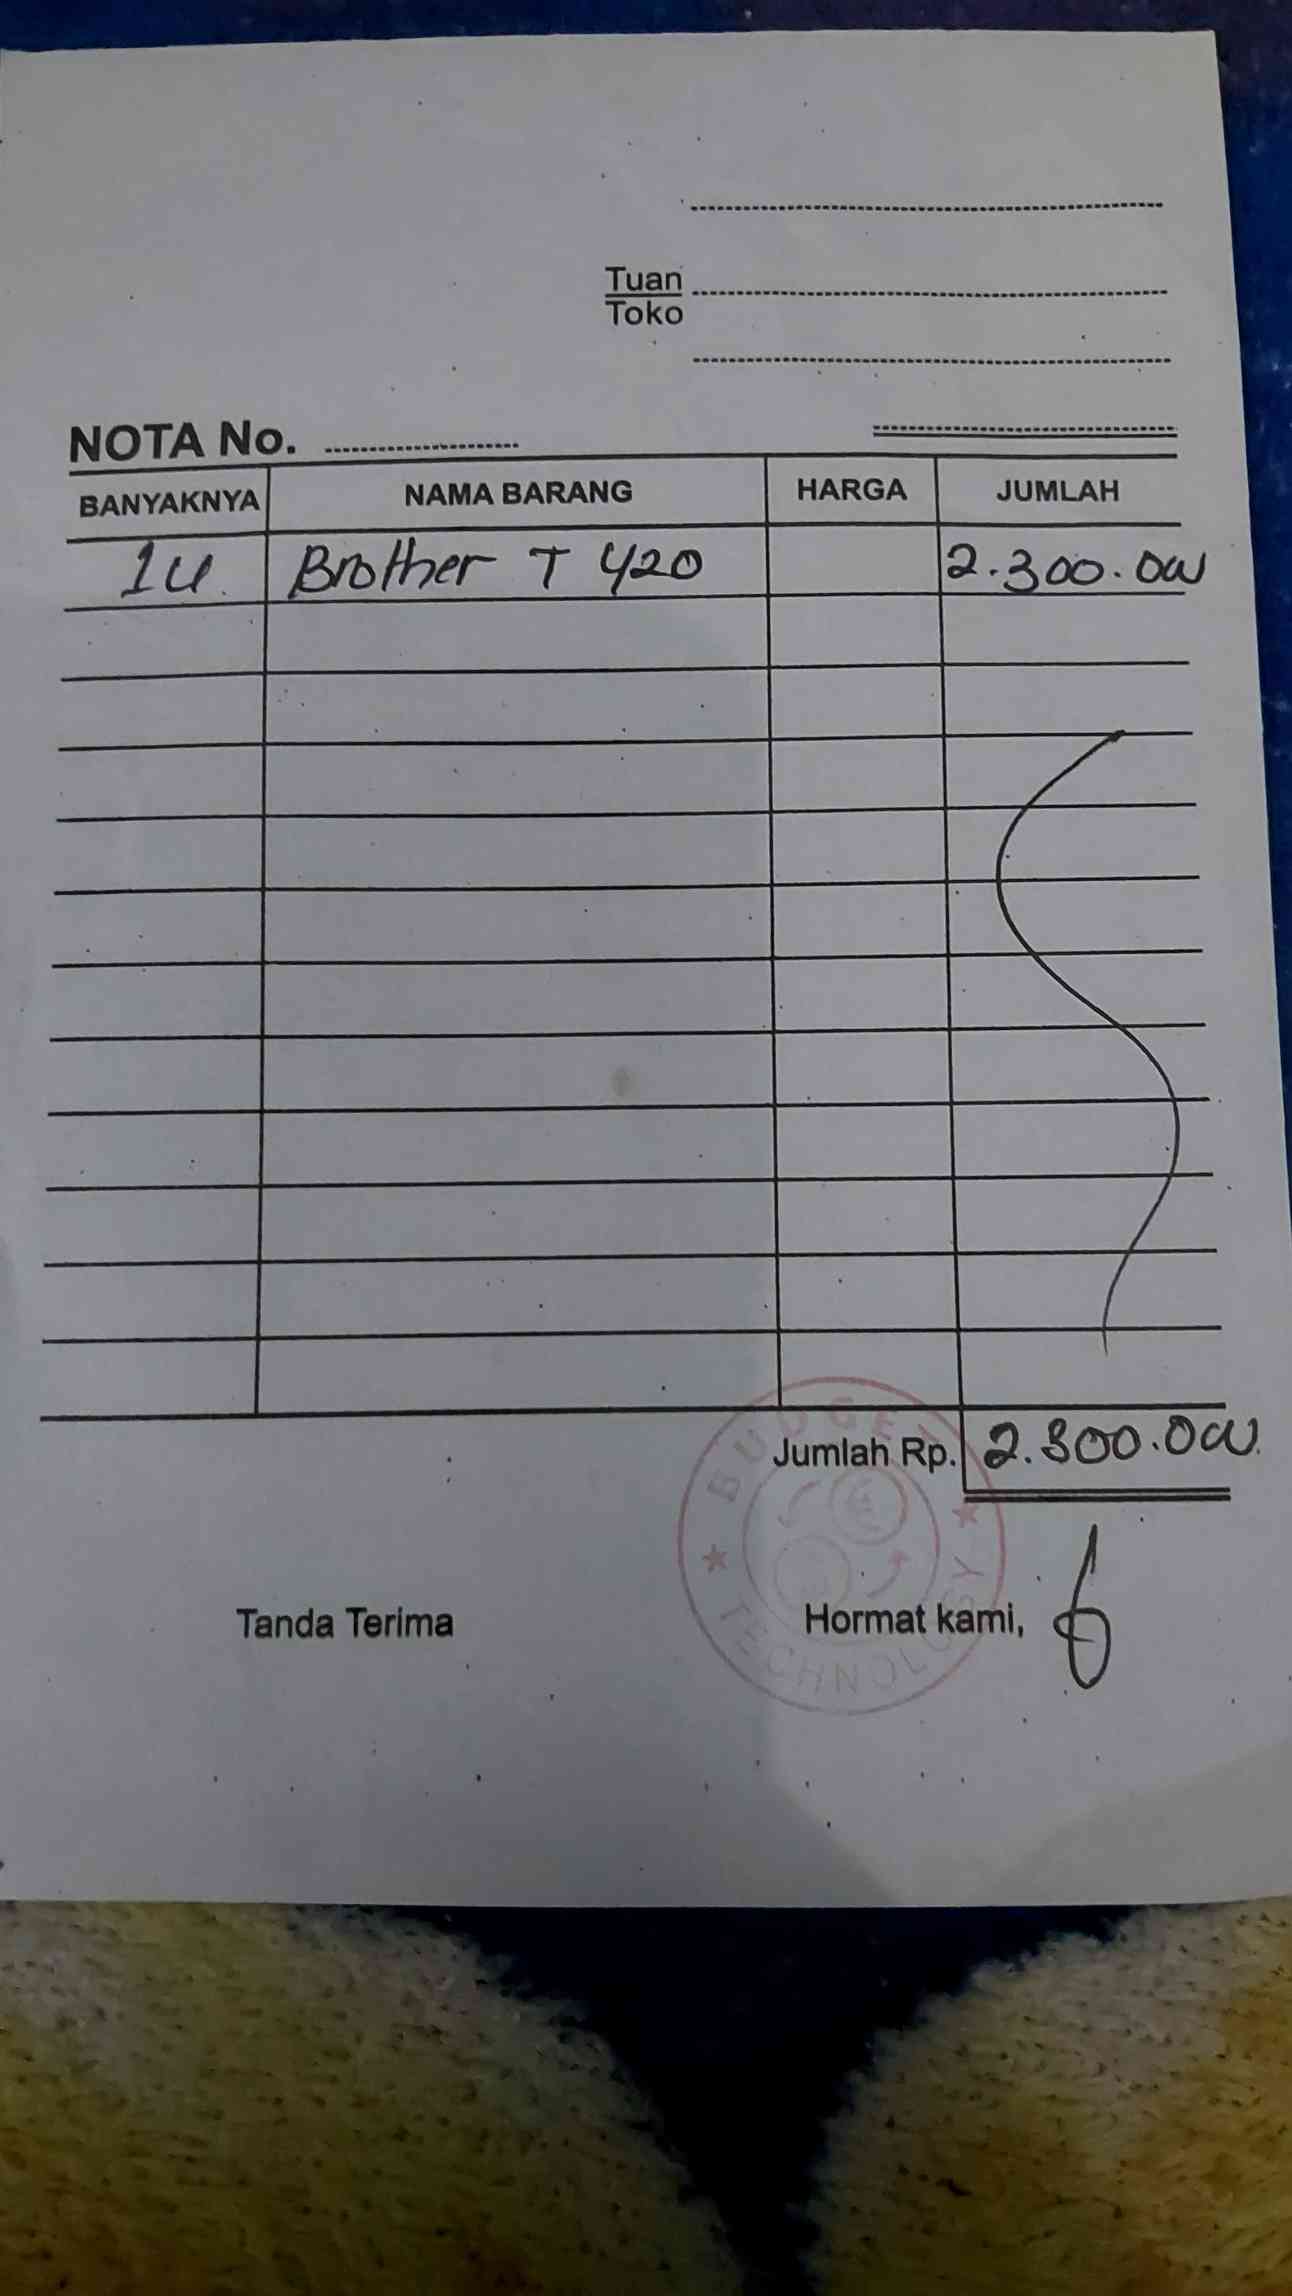 Tuan
Toko
NOTA No.
BANYAKNYA NAMA BARANG HARGA JUMLAH
1 U. Brother T 420 2.300.000
Jumlah Rp. 2.300.000
BUDGET TECHNOLOGY
Tanda Terima Hormat kami,